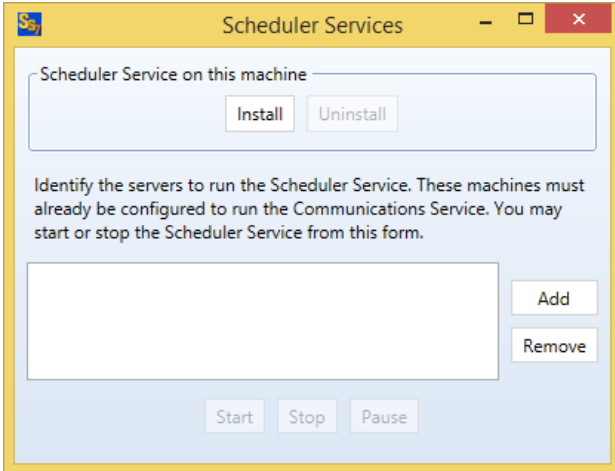 Scheduler Services
Scheduler Service on this machine
Install Uninstall
Identify the servers to run the Scheduler Service. These machines must
already be configured to run the Communications Service. You may
start or stop the Scheduler Service from this form.
Add
Remove
Start Stop Pause